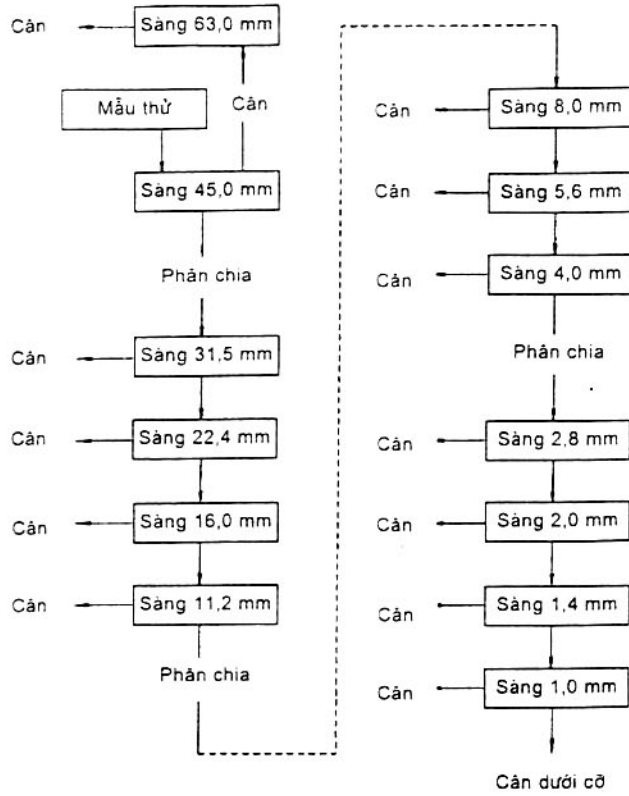 Cân
Sàng 63,0 mm
Mẫu thử
Cân
Sàng 45,0 mm
Phân chia
Cân
Sàng 31,5 mm
Cân
Sàng 22,4 mm
Cân
Sàng 16,0 mm
Cân
Sàng 11,2 mm
Phân chia
Cân
Sàng 8,0 mm
Cân
Sàng 5,6 mm
Cân
Sàng 4,0 mm
Phân chia
Cân
Sàng 2,8 mm
Cân
Sàng 2,0 mm
Cân
Sàng 1,4 mm
Cân
Sàng 1,0 mm
Cân dưới cỡ